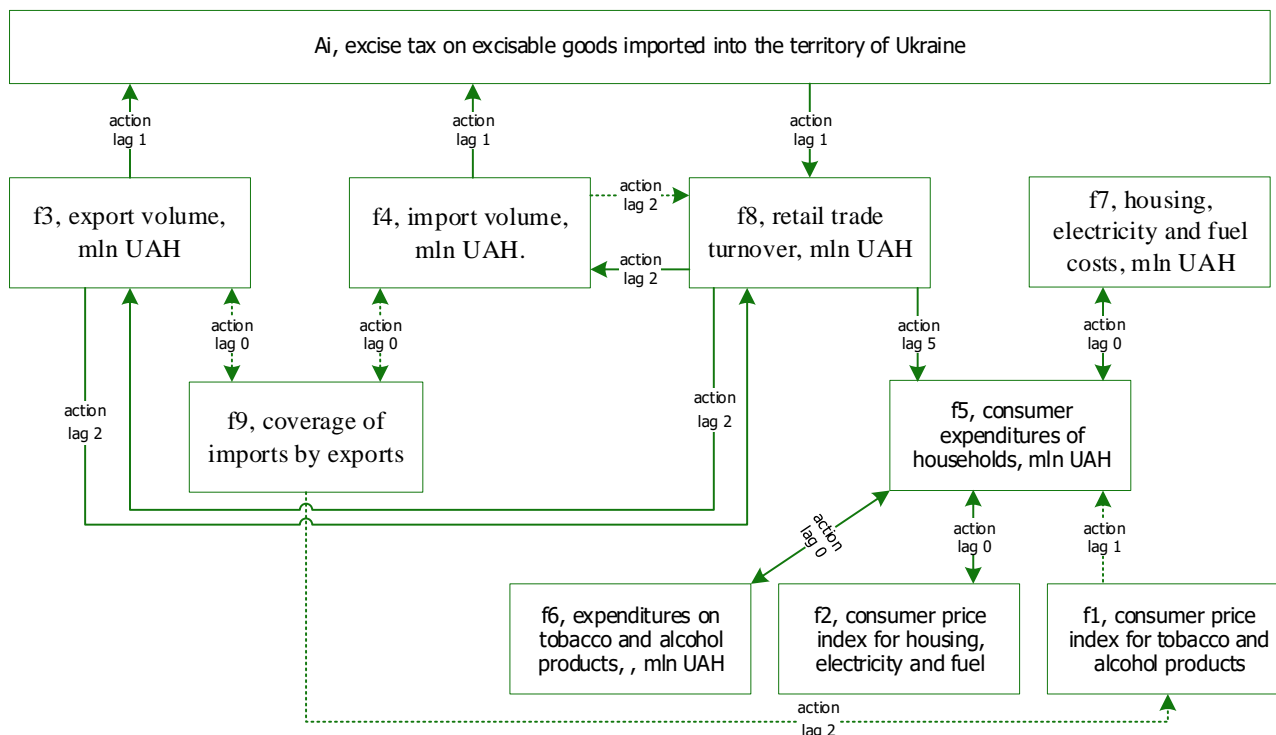 Ai, excise tax on excisable goods imported into the territory of Ukraine
action
lag 1
action
lag 1
action
lag 1
f3, export volume,
mln UAH
f4, import volume,
mln UAH.
action
lag 2
action
lag 2
f8, retail trade
turnover, mln UAH
f7, housing,
electricity and fuel
costs, mln UAH
action
lag 0
action
lag 0
action
lag 5
action
lag 0
action
lag 2
f9, coverage of
imports by exports
action
lag 2
f5, consumer
expenditures of
households, mln UAH
action
lag 0
action
lag 0
action
lag 1
f6, expenditures on
tobacco and alcohol
products, , mln UAH
f2, consumer price
index for housing,
electricity and fuel
f1, consumer price
index for tobacco and
alcohol products
action
lag 2